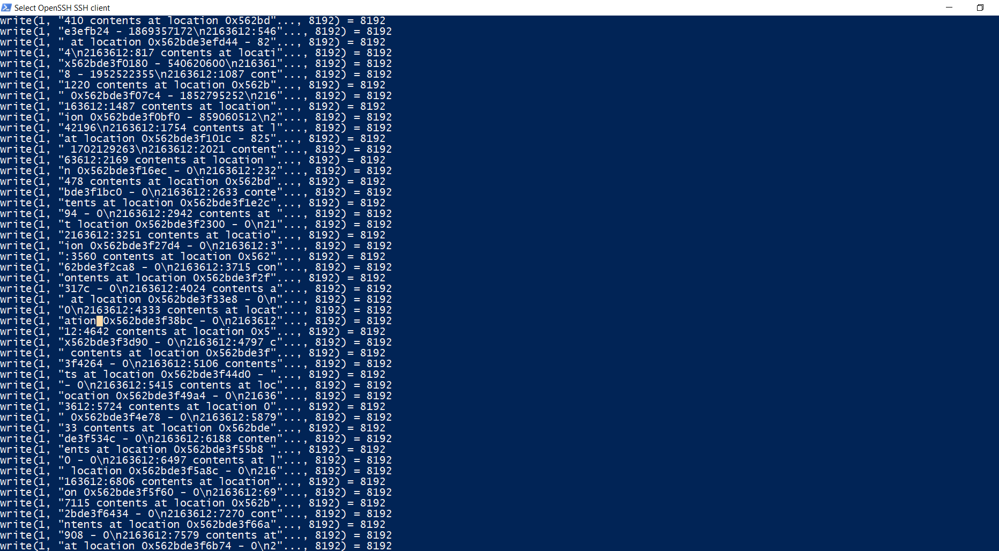 Select OpenSSH SSH client
write(1, "410 contents at location 0x562bd"..., 8192) = 8192
write(1, "e3efb24 - 1869357172\n2163612:546"..., 8192) = 8192
write(1, " at location 0x562bde3efd44 - 82"..., 8192) = 8192
write(1, "4\n2163612:817 contents at locati"..., 8192) = 8192
write(1, "x562bde3f0180 - 540620600\n216361"..., 8192) = 8192
write(1, "8 - 1952522355\n2163612:1087 cont"..., 8192) = 8192
write(1, "1220 contents at location 0x562b"..., 8192) = 8192
write(1, " 0x562bde3f07c4 - 1852795252\n216"..., 8192) = 8192
write(1, "163612:1487 contents at location"..., 8192) = 8192
write(1, "ion 0x562bde3f0bf0 - 859060512\n2"..., 8192) = 8192
write(1, "42196\n2163612:1754 contents at l"..., 8192) = 8192
write(1, "at location 0x562bde3f101c - 825"..., 8192) = 8192
write(1, " 1702129263\n2163612:2021 content"..., 8192) = 8192
write(1, "63612:2169 contents at location "..., 8192) = 8192
write(1, "n 0x562bde3f16ec - 0\n2163612:232"..., 8192) = 8192
write(1, "478 contents at location 0x562bd"..., 8192) = 8192
write(1, "bde3f1bc0 - 0\n2163612:2633 conte"..., 8192) = 8192
write(1, "tents at location 0x562bde3f1e2c"..., 8192) = 8192
write(1, "94 - 0\n2163612:2942 contents at "..., 8192) = 8192
write(1, "t location 0x562bde3f2300 - 0\n21"..., 8192) = 8192
write(1, "2163612:3251 contents at locatio"..., 8192) = 8192
write(1, "ion 0x562bde3f27d4 - 0\n2163612:3"..., 8192) = 8192
write(1, ":3560 contents at location 0x562"..., 8192) = 8192
write(1, "62bde3f2ca8 - 0\n2163612:3715 con"..., 8192) = 8192
write(1, "ontents at location 0x562bde3f2f"..., 8192) = 8192
write(1, "317c - 0\n2163612:4024 contents a"..., 8192) = 8192
write(1, " at location 0x562bde3f33e8 - 0\n"..., 8192) = 8192
write(1, "0\n2163612:4333 contents at locat"..., 8192) = 8192
write(1, "ation 0x562bde3f38bc - 0\n2163612"..., 8192) = 8192
write(1, "12:4642 contents at location 0x5"..., 8192) = 8192
write(1, "x562bde3f3d90 - 0\n2163612:4797 c"..., 8192) = 8192
write(1, " contents at location 0x562bde3f"..., 8192) = 8192
write(1, "3f4264 - 0\n2163612:5106 contents"..., 8192) = 8192
write(1, "ts at location 0x562bde3f44d0 - "..., 8192) = 8192
write(1, "- 0\n2163612:5415 contents at loc"..., 8192) = 8192
write(1, "ocation 0x562bde3f49a4 - 0\n21636"..., 8192) = 8192
write(1, "3612:5724 contents at location 0"..., 8192) = 8192
write(1, " 0x562bde3f4e78 - 0\n2163612:5879"..., 8192) = 8192
write(1, "33 contents at location 0x562bde"..., 8192) = 8192
write(1, "de3f534c - 0\n2163612:6188 conten"..., 8192) = 8192
write(1, "ents at location 0x562bde3f55b8 "..., 8192) = 8192
write(1, "0 - 0\n2163612:6497 contents at l"..., 8192) = 8192
write(1, " location 0x562bde3f5a8c - 0\n216"..., 8192) = 8192
write(1, "163612:6806 contents at location"..., 8192) = 8192
write(1, "on 0x562bde3f5f60 - 0\n2163612:69"..., 8192) = 8192
write(1, "7115 contents at location 0x562b"..., 8192) = 8192
write(1, "2bde3f6434 - 0\n2163612:7270 cont"..., 8192) = 8192
write(1, "ntents at location 0x562bde3f66a"..., 8192) = 8192
write(1, "908 - 0\n2163612:7579 contents at"..., 8192) = 8192
write(1, "at location 0x562bde3f6b74 - 0\n2"..., 8192) = 8192